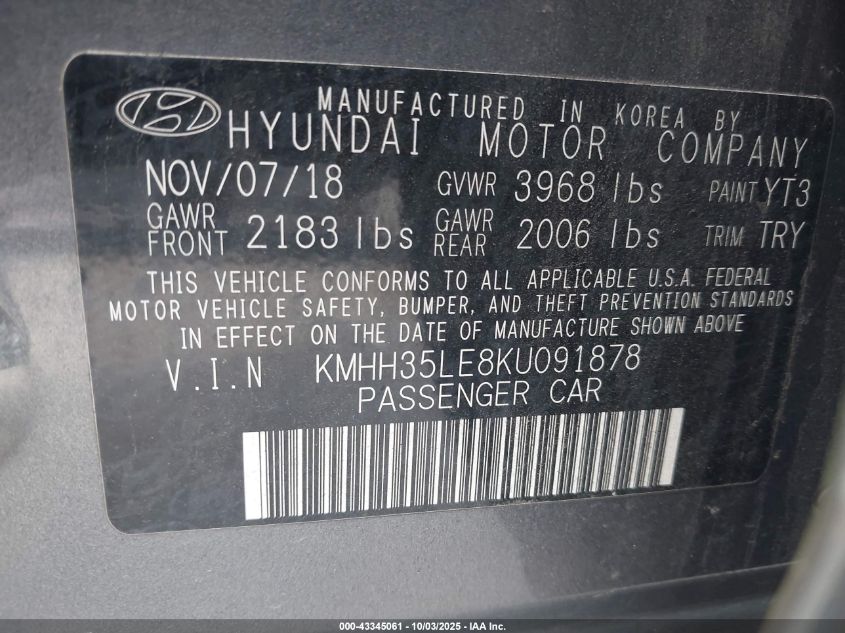 MANUFACTURED IN KOREA BY
HYUNDAI MOTOR COMPANY
NOV/07/18 GVWR 3968 lbs PAINT YT3
GAWR FRONT 2183 lbs GAWR REAR 2006 lbs TRIM TRY
THIS VEHICLE CONFORMS TO ALL APPLICABLE U.S.A. FEDERAL
MOTOR VEHICLE SAFETY, BUMPER, AND THEFT PREVENTION STANDARDS
IN EFFECT ON THE DATE OF MANUFACTURE SHOWN ABOVE
V.I.N KMHH35LE8KU091878
PASSENGER CAR
000-43345061 - 10/03/2025 - IAA Inc.